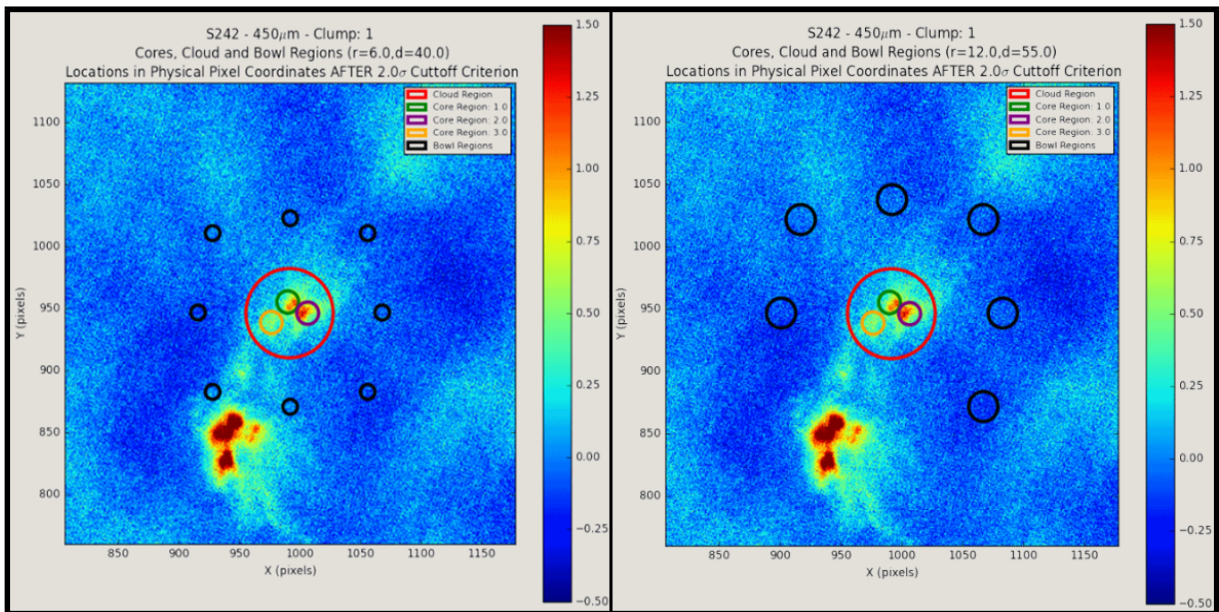 S242 - 450μm - Clump: 1
Cores, Cloud and Bowl Regions (r=6.0,d=40.0)
Locations in Physical Pixel Coordinates AFTER 2.0σ Cuttoff Criterion
Cloud Region
Core Region: 1.0
Core Region: 2.0
Core Region: 3.0
Bowl Regions
1100
1050
1000
950
900
850
800
Y (pixels)
850 900 950 1000 1050 1100 1150
X (pixels)
1.50
1.25
1.00
0.75
0.50
0.25
0.00
−0.25
−0.50
S242 - 450μm - Clump: 1
Cores, Cloud and Bowl Regions (r=12.0,d=55.0)
Locations in Physical Pixel Coordinates AFTER 2.0σ Cuttoff Criterion
Cloud Region
Core Region: 1.0
Core Region: 2.0
Core Region: 3.0
Bowl Regions
1100
1050
1000
950
900
850
800
Y (pixels)
850 900 950 1000 1050 1100 1150
X (pixels)
1.50
1.25
1.00
0.75
0.50
0.25
0.00
−0.25
−0.50